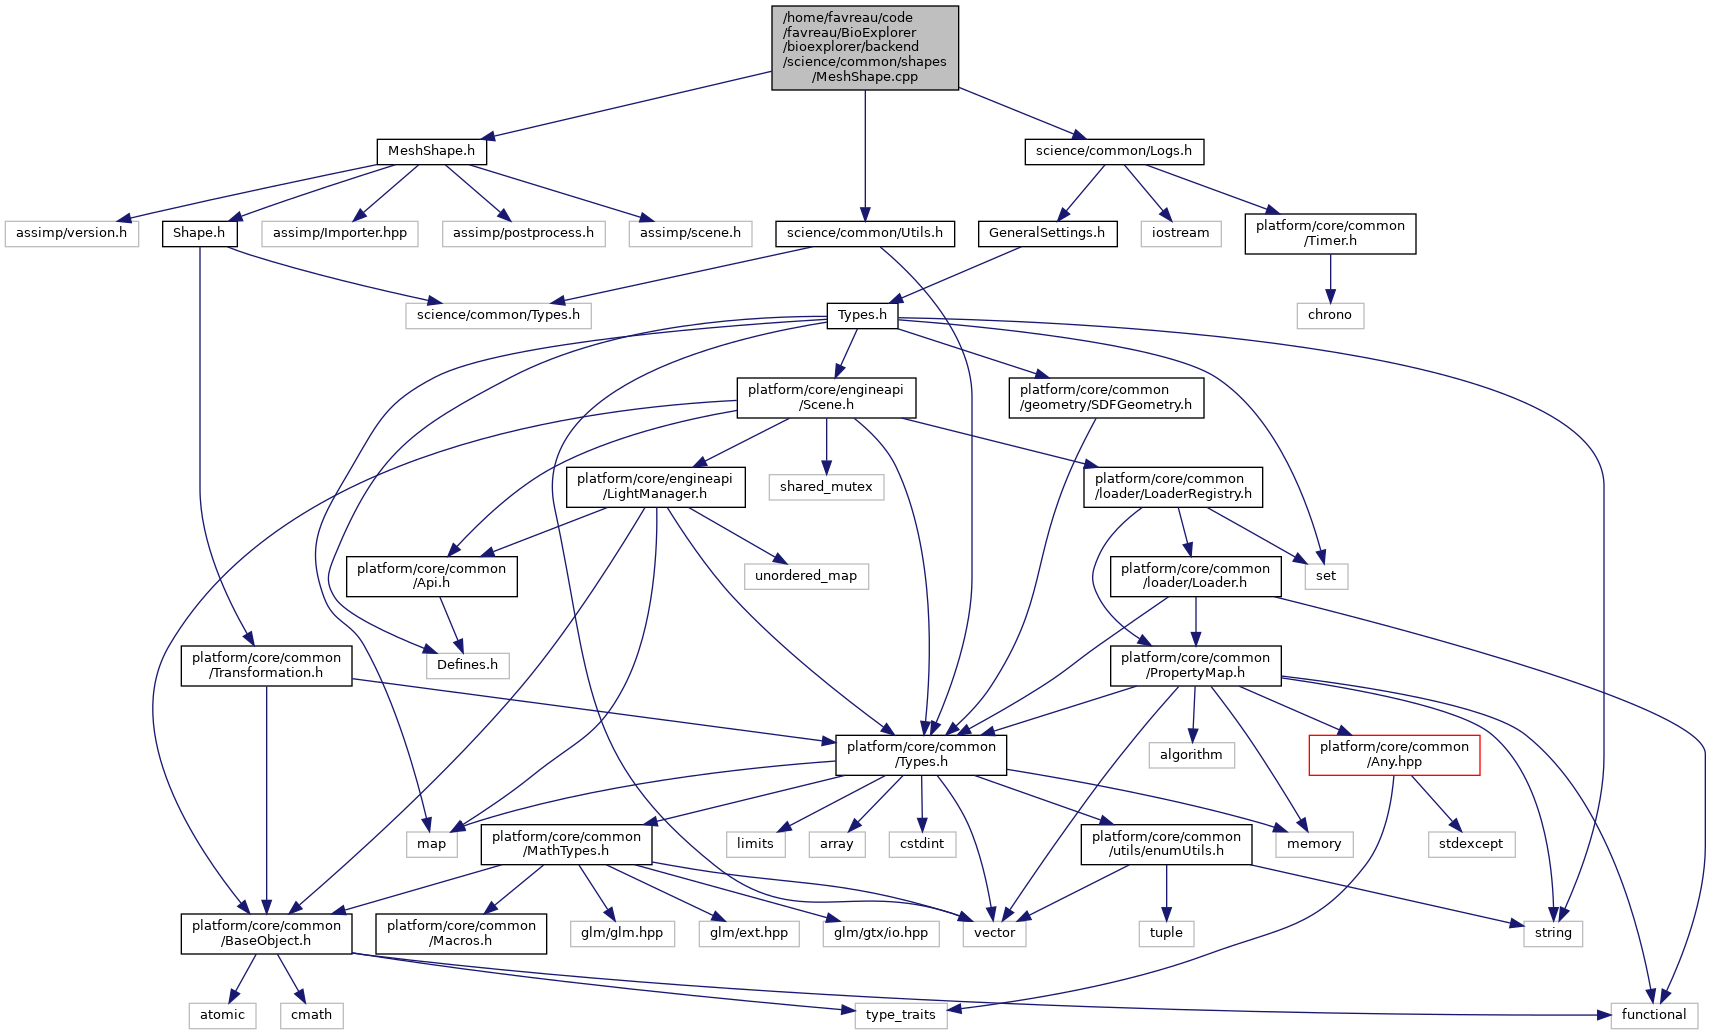 /home/favreau/code
/favreau/BioExplorer
/bioexplorer/backend
/science/common/shapes
/MeshShape.cpp
MeshShape.h
science/common/Logs.h
assimp/version.h
Shape.h
assimp/Importer.hpp
assimp/postprocess.h
assimp/scene.h
science/common/Utils.h
GeneralSettings.h
iostream
platform/core/common
/Timer.h
science/common/Types.h
Types.h
chrono
platform/core/engineapi
/Scene.h
platform/core/common
/geometry/SDFGeometry.h
platform/core/engineapi
/LightManager.h
shared_mutex
platform/core/common
/loader/LoaderRegistry.h
platform/core/common
/Api.h
unordered_map
platform/core/common
/loader/Loader.h
set
platform/core/common
/Transformation.h
Defines.h
platform/core/common
/PropertyMap.h
platform/core/common
/Types.h
algorithm
platform/core/common
/Any.hpp
map
platform/core/common
/MathTypes.h
limits
array
cstdint
platform/core/common
/utils/enumUtils.h
memory
stdexcept
platform/core/common
/BaseObject.h
platform/core/common
/Macros.h
glm/glm.hpp
glm/ext.hpp
glm/gtx/io.hpp
vector
tuple
string
atomic
cmath
type_traits
functional